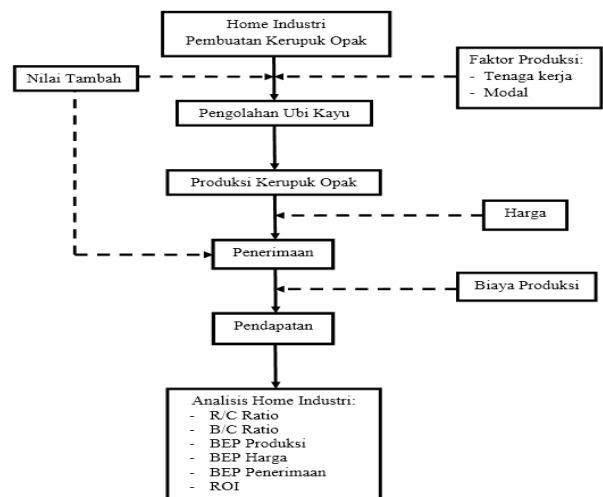 Home Industri
Pembuatan Kerupuk Opak
Nilai Tambah
Faktor Produksi:
- Tenaga kerja
- Modal
Pengolahan Ubi Kayu
Produksi Kerupuk Opak
Harga
Penerimaan
Biaya Produksi
Pendapatan
Analisis Home Industri:
- R/C Ratio
- B/C Ratio
- BEP Produksi
- BEP Harga
- BEP Penerimaan
- ROI